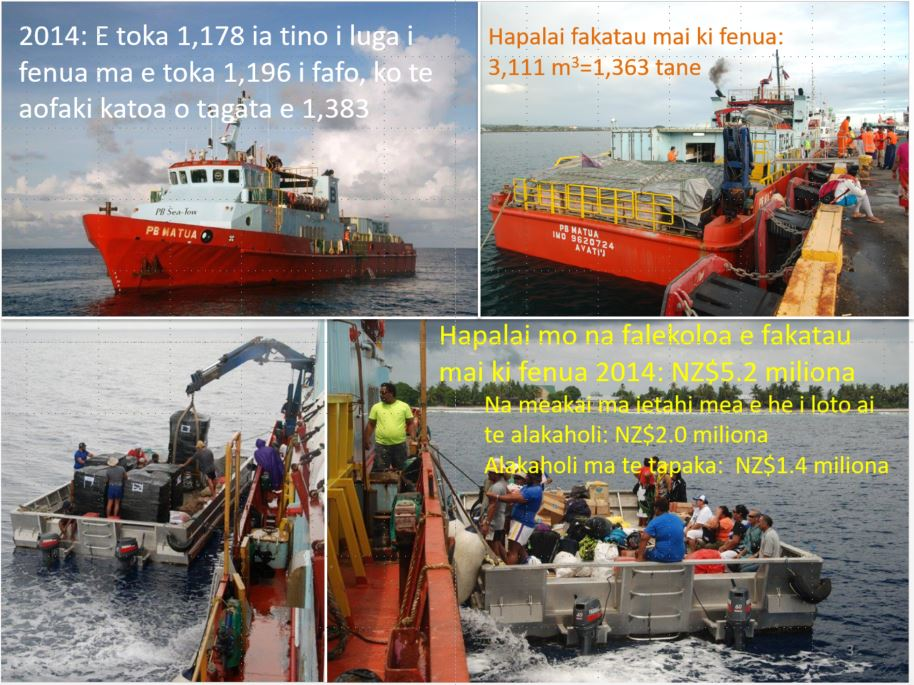 2014: E toka 1,178 ia tino i luga i
fenua ma e toka 1,196 i fafo, ko te
aofaki katoa o tagata e 1,383
Hapalai fakatau mai ki fenua:
3,111 m³=1,363 tane
PB Sea-Tow
PB MATUA
PB MATUA
IMO 9620724
AVATIU
Hapalai mo na falekoloa e fakatau
mai ki fenua 2014: NZ$5.2 miliona
Na meakai ma ietahi mea e he i loto ai
te alakaholi: NZ$2.0 miliona
Alakaholi ma te tapaka: NZ$1.4 miliona
3